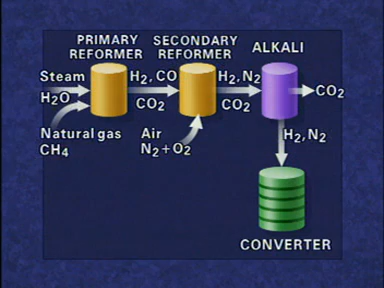 PRIMARY
REFORMER
SECONDARY
REFORMER
ALKALI
Steam
H2O
H2, CO
CO2
H2, N2
CO2
CO2
Natural gas
CH4
Air
N2+O2
H2, N2
CONVERTER